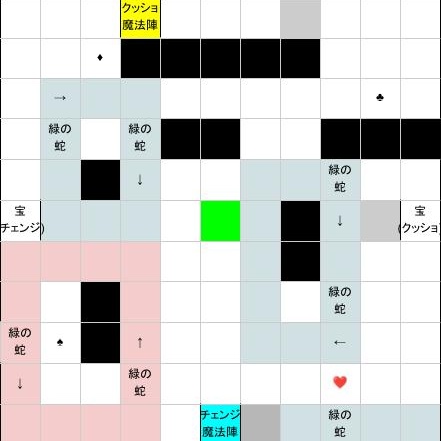 クッショ
魔法陣
♦
→
♣
緑の
蛇
緑の
蛇
↓
緑の
蛇
宝
チェンジ)
↓
宝
(クッショ
緑の
蛇
緑の
蛇
♠
↑
←
↓
緑の
蛇
❤
チェンジ
魔法陣
緑の
蛇